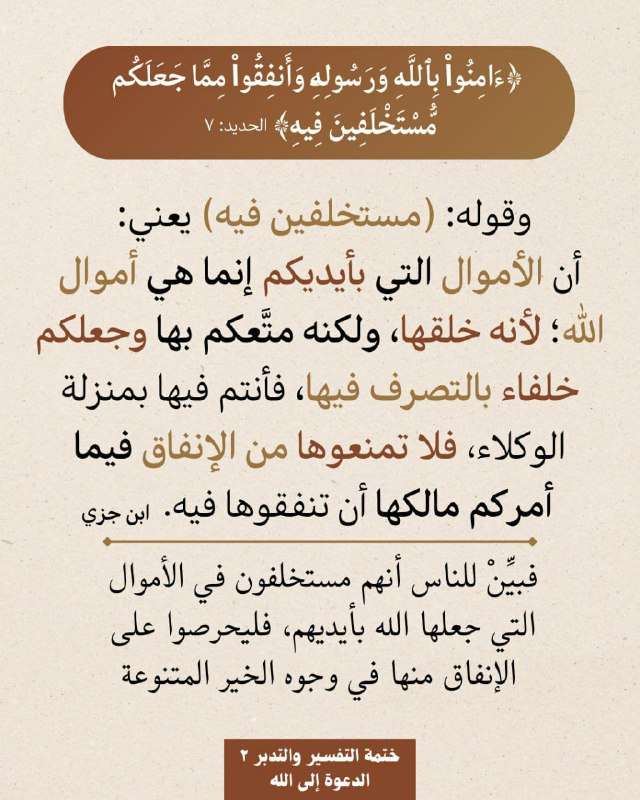 ﴿ءَامِنُوا۟ بِٱللَّهِ وَرَسُولِهِۦ وَأَنفِقُوا۟ مِمَّا جَعَلَكُم
مُّسْتَخْلَفِينَ فِيهِ﴾ الحديد: ٧
وقوله: (مستخلفين فيه) يعني:
أن الأموال التي بأيديكم إنما هي أموال
الله؛ لأنه خلقها، ولكنه متَّعكم بها وجعلكم
خلفاء بالتصرف فيها، فأنتم فيها بمنزلة
الوكلاء، فلا تمنعوها من الإنفاق فيما
أمركم مالكها أن تنفقوها فيه. ابن جزي
فبيِّنْ للناس أنهم مستخلفون في الأموال
التي جعلها الله بأيديهم، فليحرصوا على
الإنفاق منها في وجوه الخير المتنوعة
ختمة التفسير والتدبر ٢
الدعوة إلى الله